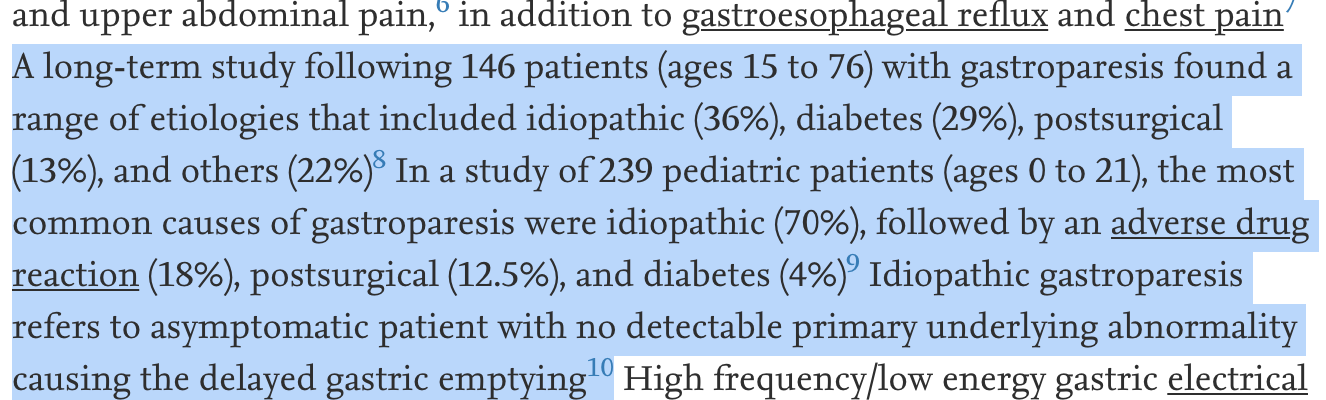 and upper abdominal pain,6 in addition to gastroesophageal reflux and chest pain7
A long-term study following 146 patients (ages 15 to 76) with gastroparesis found a
range of etiologies that included idiopathic (36%), diabetes (29%), postsurgical
(13%), and others (22%)8 In a study of 239 pediatric patients (ages 0 to 21), the most
common causes of gastroparesis were idiopathic (70%), followed by an adverse drug
reaction (18%), postsurgical (12.5%), and diabetes (4%)9 Idiopathic gastroparesis
refers to asymptomatic patient with no detectable primary underlying abnormality
causing the delayed gastric emptying10 High frequency/low energy gastric electrical